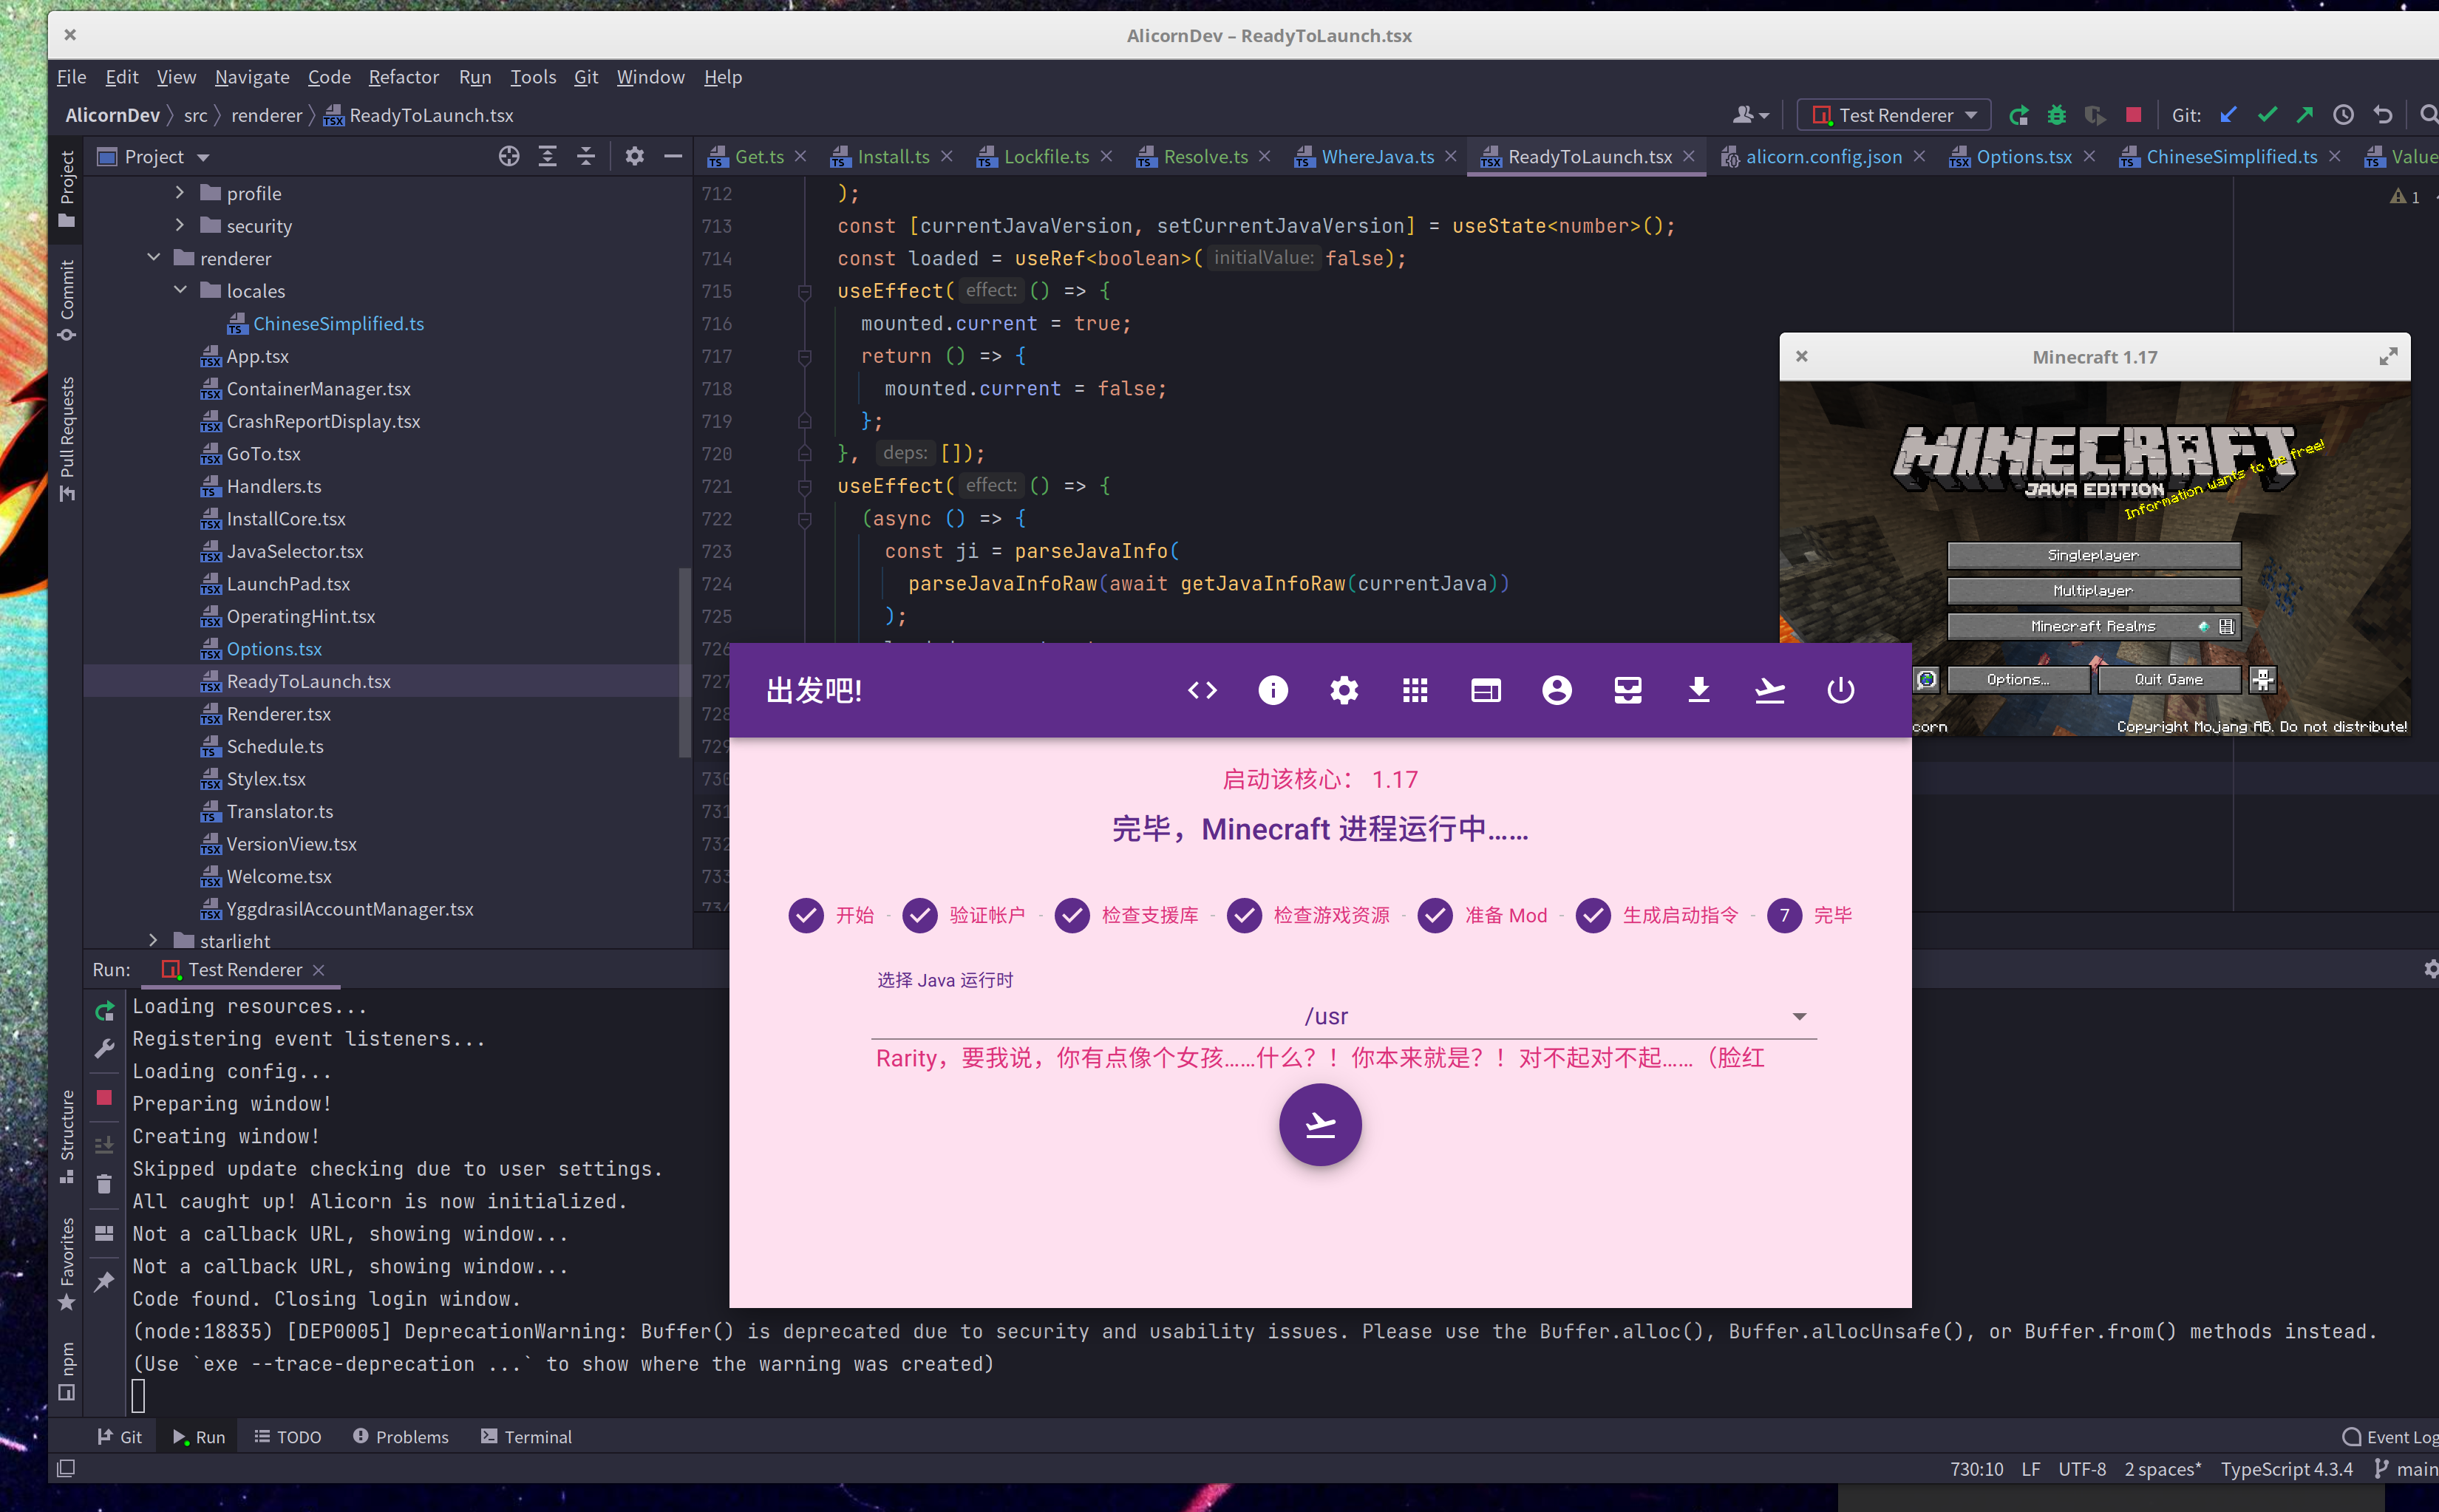 AlicornDev – ReadyToLaunch.tsx
File Edit View Navigate Code Refactor Run Tools Git Window Help
AlicornDev src renderer ReadyToLaunch.tsx
Test Renderer Git:
Project
Get.ts Install.ts Lockfile.ts Resolve.ts WhereJava.ts ReadyToLaunch.tsx alicorn.config.json Options.tsx ChineseSimplified.ts Value
Project
Commit
Pull Requests
Structure
Favorites
npm
profile
security
renderer
locales
ChineseSimplified.ts
App.tsx
ContainerManager.tsx
CrashReportDisplay.tsx
GoTo.tsx
Handlers.ts
InstallCore.tsx
JavaSelector.tsx
LaunchPad.tsx
OperatingHint.tsx
Options.tsx
ReadyToLaunch.tsx
Renderer.tsx
Schedule.ts
Stylex.tsx
Translator.ts
VersionView.tsx
Welcome.tsx
YggdrasilAccountManager.tsx
starlight
1
712 );
713 const [currentJavaVersion, setCurrentJavaVersion] = useState<number>();
714 const loaded = useRef<boolean>( initialValue: false);
715 useEffect( effect: () => {
716 mounted.current = true;
717 return () => {
718 mounted.current = false;
719 };
720 }, deps: []);
721 useEffect( effect: () => {
722 (async () => {
723 const ji = parseJavaInfo(
724 parseJavaInfoRaw(await getJavaInfoRaw(currentJava))
725 );
726
727
728
729
730
731
732
733
734
Minecraft 1.17
MINECRAFT
JAVA EDITION
Information wants to be free!
Singleplayer
Multiplayer
Minecraft Realms
Options... Quit Game
corn Copyright Mojang AB. Do not distribute!
出发吧!
启动该核心： 1.17
完毕，Minecraft 进程运行中……
开始 - 验证帐户 - 检查支援库 - 检查游戏资源 - 准备 Mod - 生成启动指令 - 7 完毕
选择 Java 运行时
/usr
Rarity，要我说，你有点像个女孩……什么？！你本来就是？！对不起对不起……（脸红
Run: Test Renderer
Loading resources...
Registering event listeners...
Loading config...
Preparing window!
Creating window!
Skipped update checking due to user settings.
All caught up! Alicorn is now initialized.
Not a callback URL, showing window...
Not a callback URL, showing window...
Code found. Closing login window.
(node:18835) [DEP0005] DeprecationWarning: Buffer() is deprecated due to security and usability issues. Please use the Buffer.alloc(), Buffer.allocUnsafe(), or Buffer.from() methods instead.
(Use `exe --trace-deprecation ...` to show where the warning was created)
Git Run TODO Problems Terminal Event Log
730:10 LF UTF-8 2 spaces* TypeScript 4.3.4 main